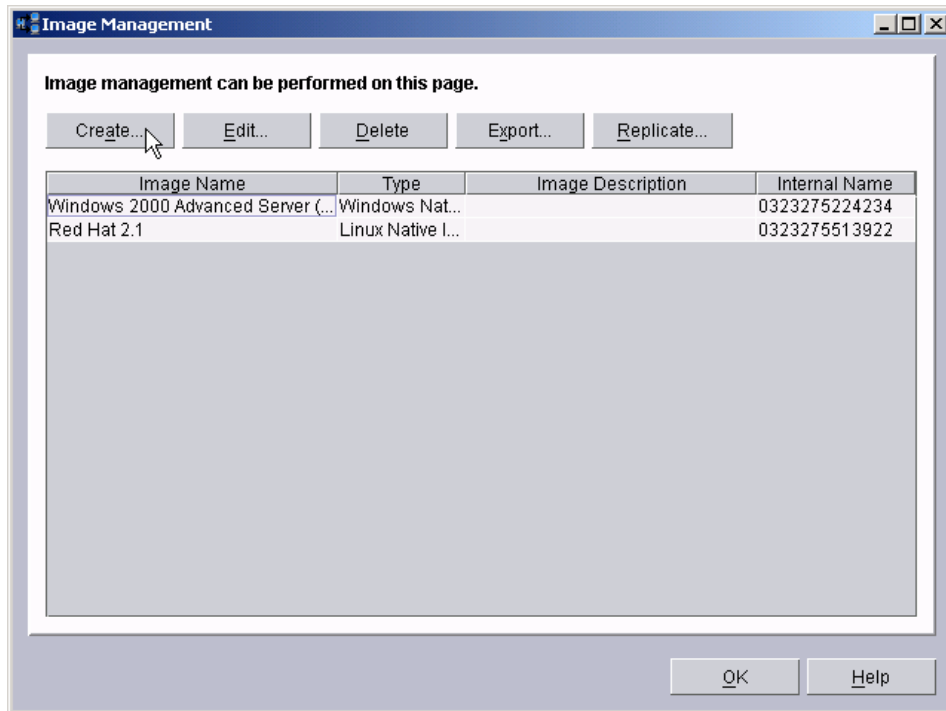 Image Management
Image management can be performed on this page.
Create... Edit... Delete Export... Replicate...
Image Name Type Image Description Internal Name
Windows 2000 Advanced Server (... Windows Nat... 0323275224234
Red Hat 2.1 Linux Native I... 0323275513922
OK Help